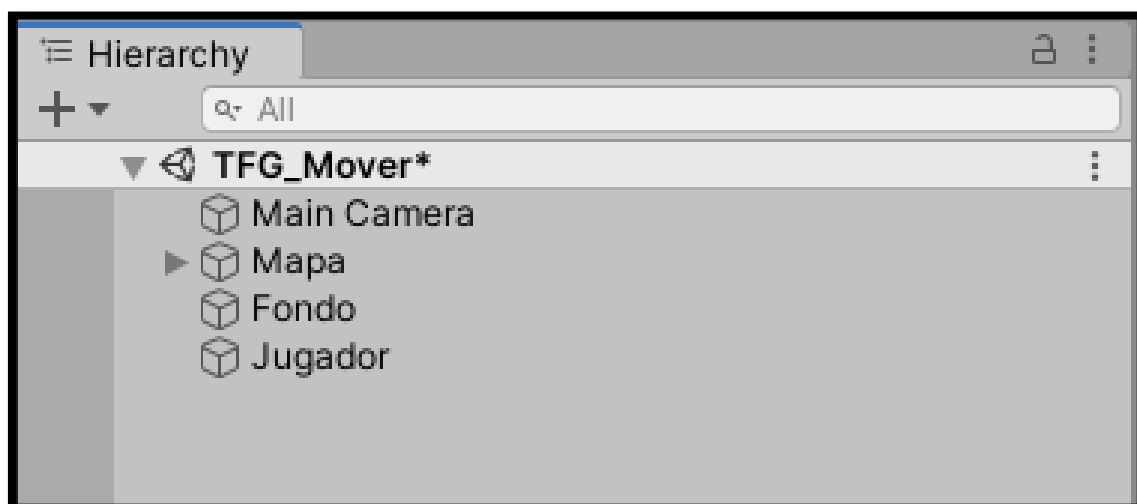 Hierarchy
All
TFG_Mover*
Main Camera
Mapa
Fondo
Jugador